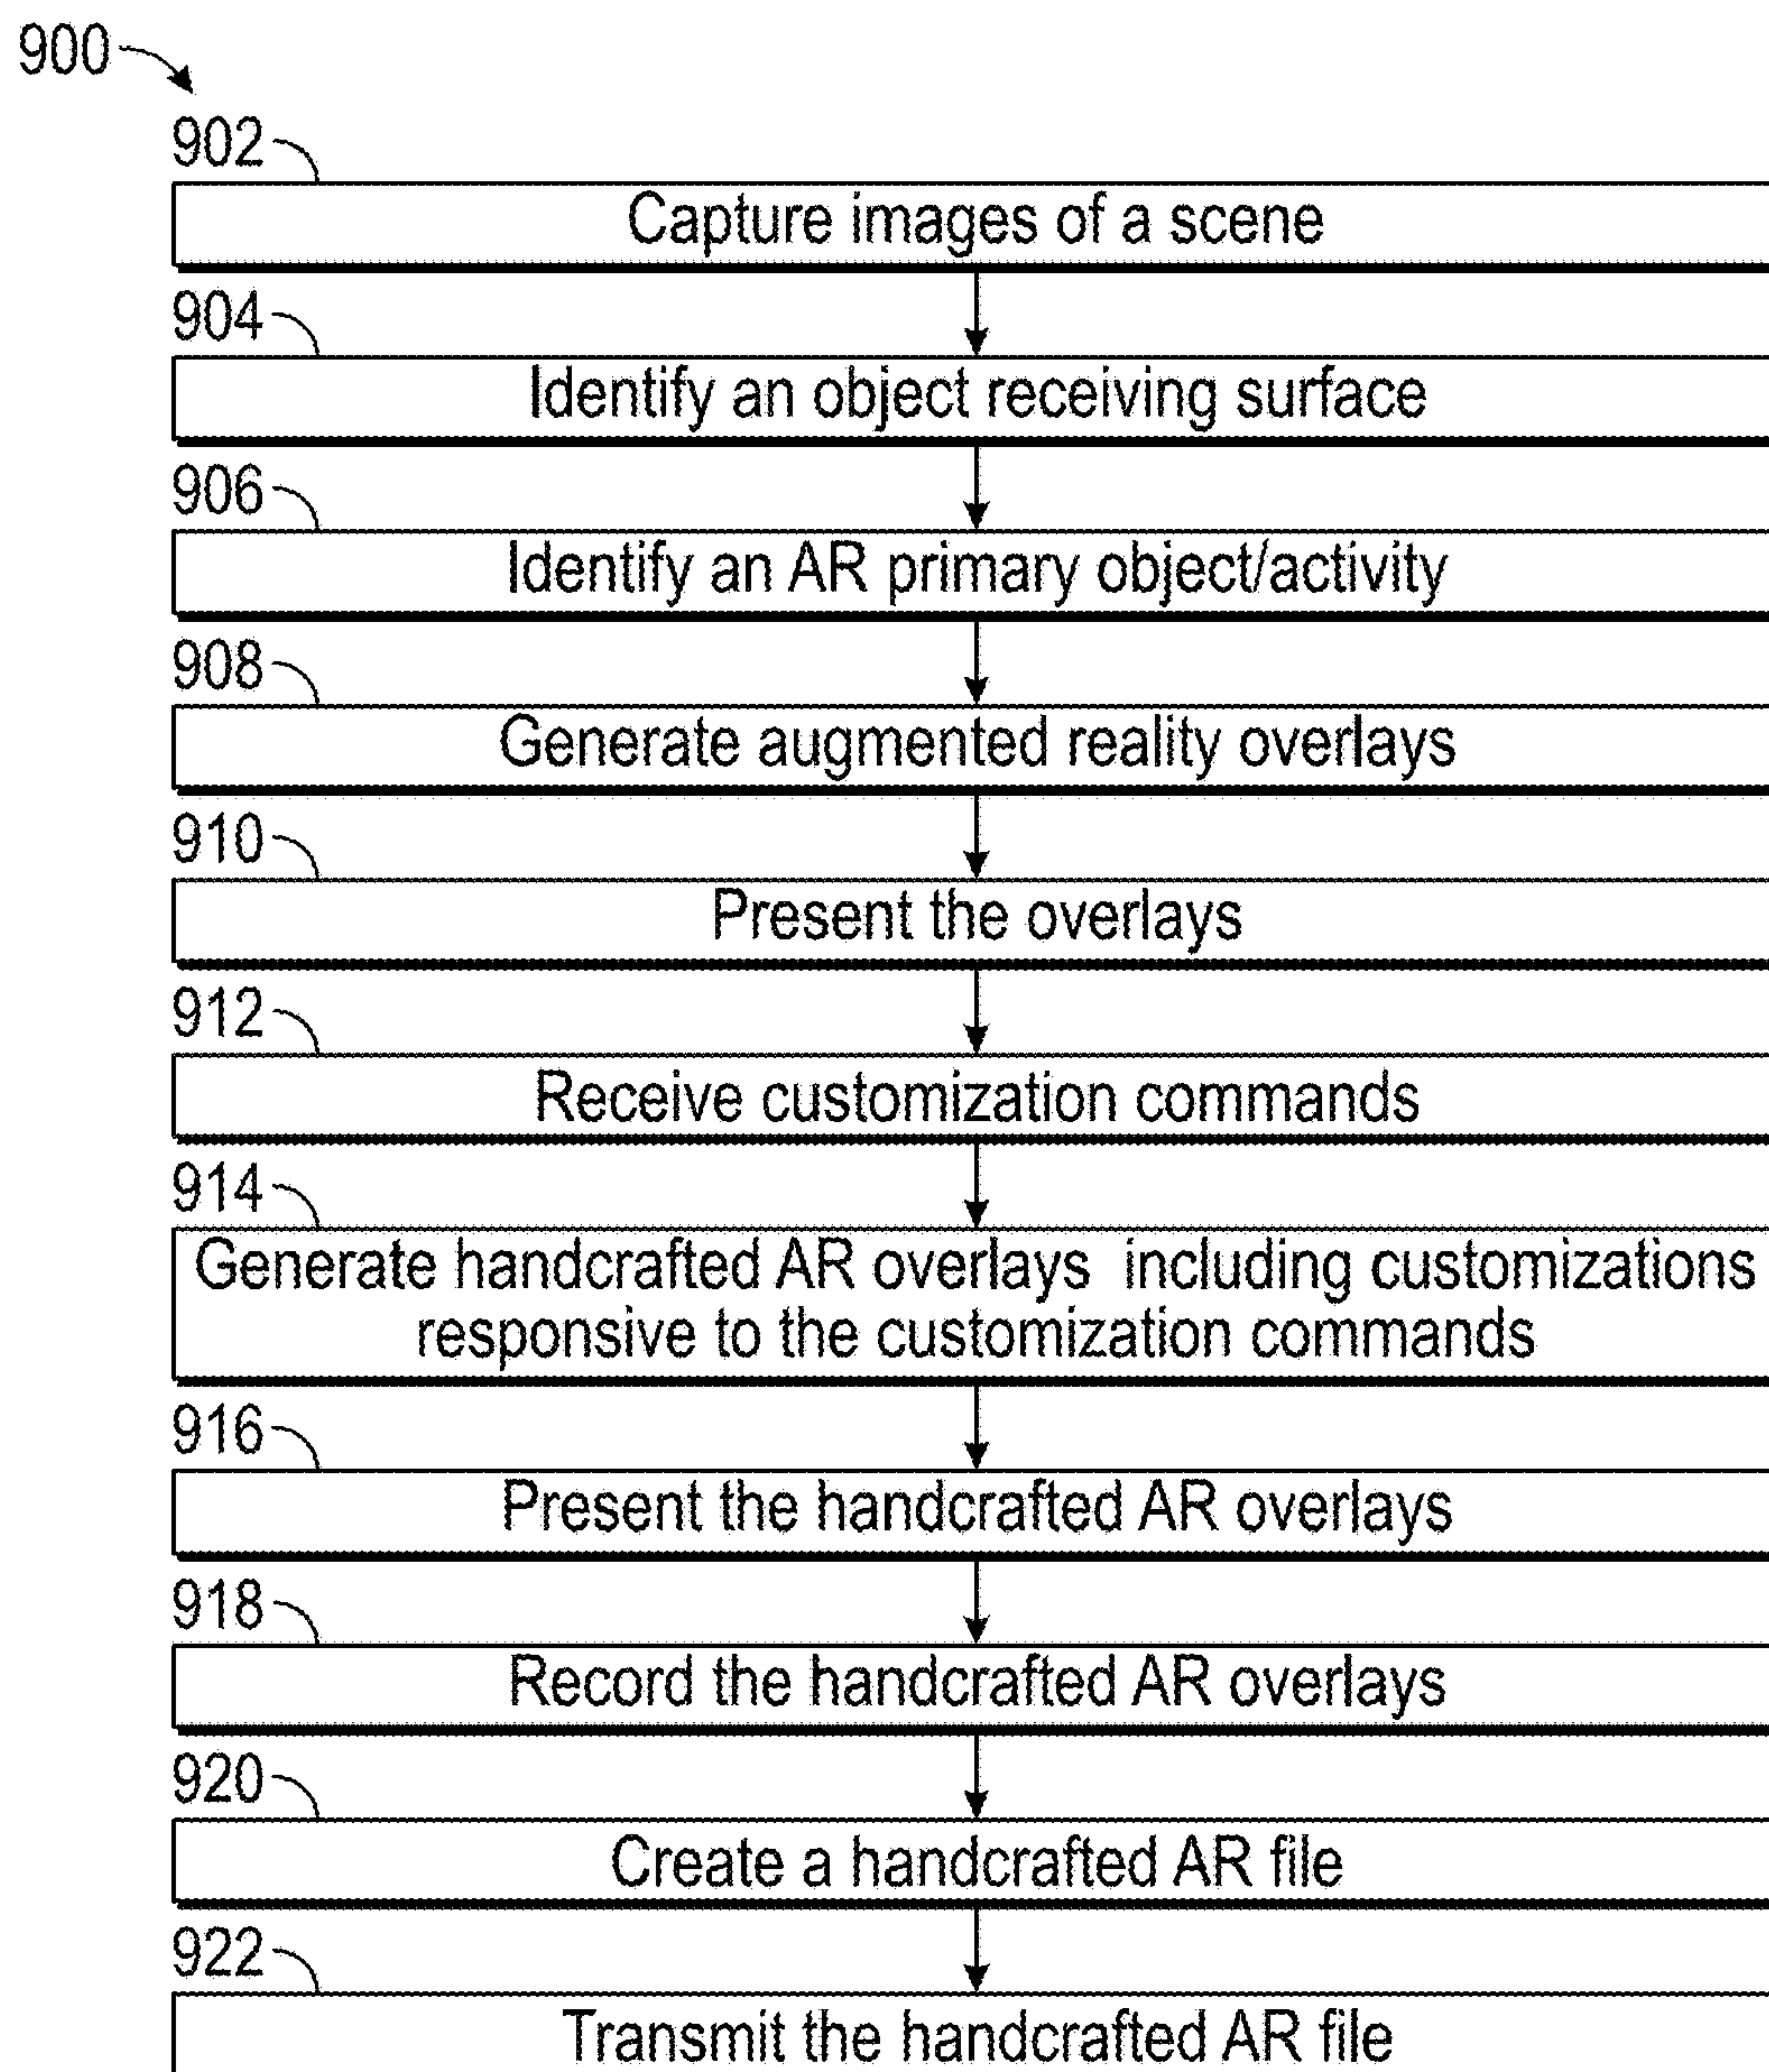 900
902
Capture images of a scene
904
Identify an object receiving surface
906
Identify an AR primary object/activity
908
Generate augmented reality overlays
910
Present the overlays
912
Receive customization commands
914
Generate handcrafted AR overlays including customizations
responsive to the customization commands
916
Present the handcrafted AR overlays
918
Record the handcrafted AR overlays
920
Create a handcrafted AR file
922
Transmit the handcrafted AR file